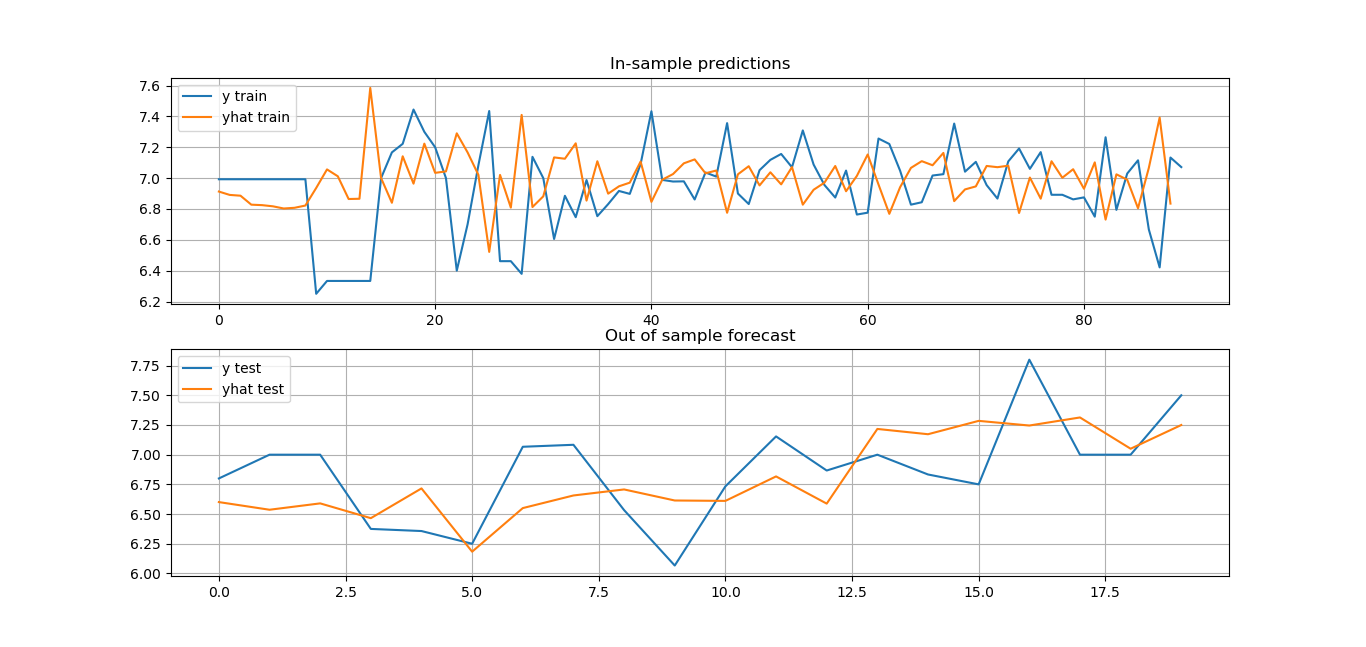 In-sample predictions
7.6
7.4
7.2
7.0
6.8
6.6
6.4
6.2
y train
yhat train
0 20 40 60 80
Out of sample forecast
7.75
7.50
7.25
7.00
6.75
6.50
6.25
6.00
y test
yhat test
0.0 2.5 5.0 7.5 10.0 12.5 15.0 17.5